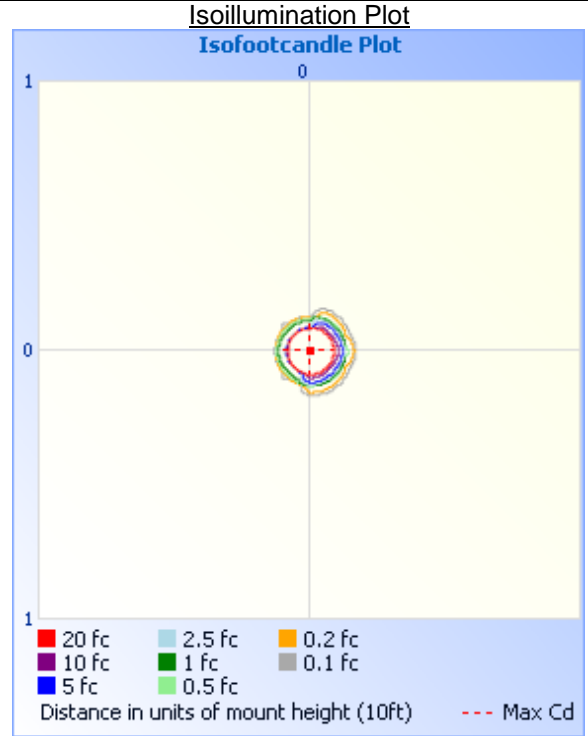 Isoillumination Plot
Isofootcandle Plot
0
1
0
1
20 fc 2.5 fc 0.2 fc
10 fc 1 fc 0.1 fc
5 fc 0.5 fc
Distance in units of mount height (10ft) --- Max Cd